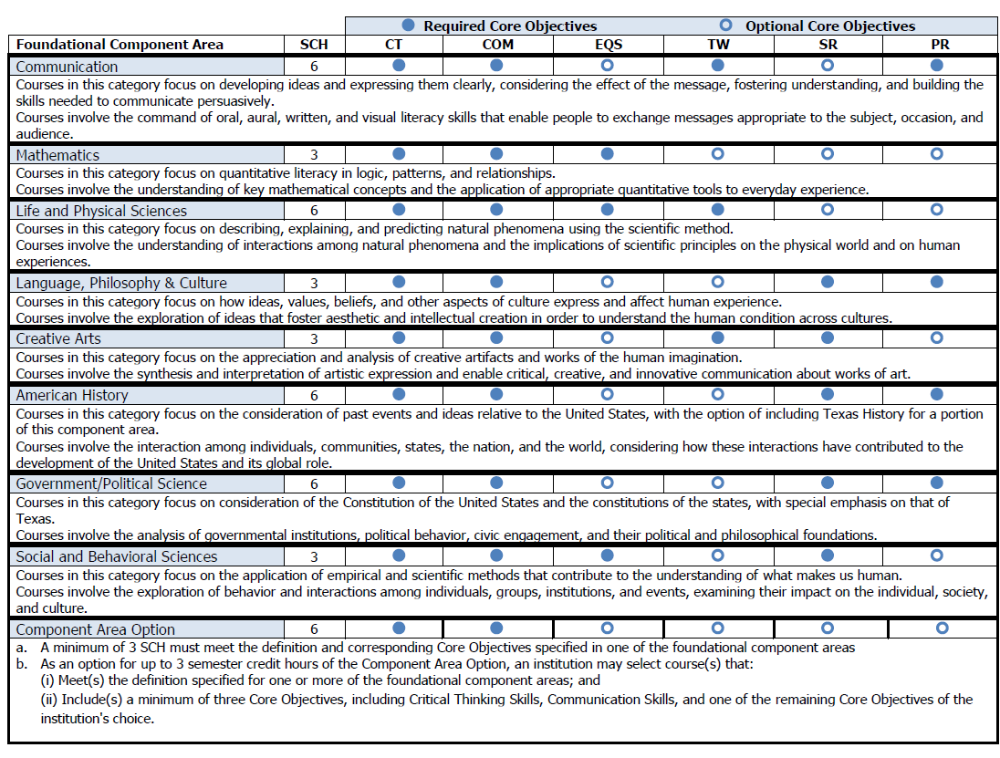 Required Core Objectives Optional Core Objectives
Foundational Component Area SCH CT COM EQS TW SR PR
Communication 6
Courses in this category focus on developing ideas and expressing them clearly, considering the effect of the message, fostering understanding, and building the
skills needed to communicate persuasively.
Courses involve the command of oral, aural, written, and visual literacy skills that enable people to exchange messages appropriate to the subject, occasion, and
audience.
Mathematics 3
Courses in this category focus on quantitative literacy in logic, patterns, and relationships.
Courses involve the understanding of key mathematical concepts and the application of appropriate quantitative tools to everyday experience.
Life and Physical Sciences 6
Courses in this category focus on describing, explaining, and predicting natural phenomena using the scientific method.
Courses involve the understanding of interactions among natural phenomena and the implications of scientific principles on the physical world and on human
experiences.
Language, Philosophy & Culture 3
Courses in this category focus on how ideas, values, beliefs, and other aspects of culture express and affect human experience.
Courses involve the exploration of ideas that foster aesthetic and intellectual creation in order to understand the human condition across cultures.
Creative Arts 3
Courses in this category focus on the appreciation and analysis of creative artifacts and works of the human imagination.
Courses involve the synthesis and interpretation of artistic expression and enable critical, creative, and innovative communication about works of art.
American History 6
Courses in this category focus on the consideration of past events and ideas relative to the United States, with the option of including Texas History for a portion
of this component area.
Courses involve the interaction among individuals, communities, states, the nation, and the world, considering how these interactions have contributed to the
development of the United States and its global role.
Government/Political Science 6
Courses in this category focus on consideration of the Constitution of the United States and the constitutions of the states, with special emphasis on that of
Texas.
Courses involve the analysis of governmental institutions, political behavior, civic engagement, and their political and philosophical foundations.
Social and Behavioral Sciences 3
Courses in this category focus on the application of empirical and scientific methods that contribute to the understanding of what makes us human.
Courses involve the exploration of behavior and interactions among individuals, groups, institutions, and events, examining their impact on the individual, society,
and culture.
Component Area Option 6
a. A minimum of 3 SCH must meet the definition and corresponding Core Objectives specified in one of the foundational component areas
b. As an option for up to 3 semester credit hours of the Component Area Option, an institution may select course(s) that:
(i) Meet(s) the definition specified for one or more of the foundational component areas; and
(ii) Include(s) a minimum of three Core Objectives, including Critical Thinking Skills, Communication Skills, and one of the remaining Core Objectives of the
institution's choice.